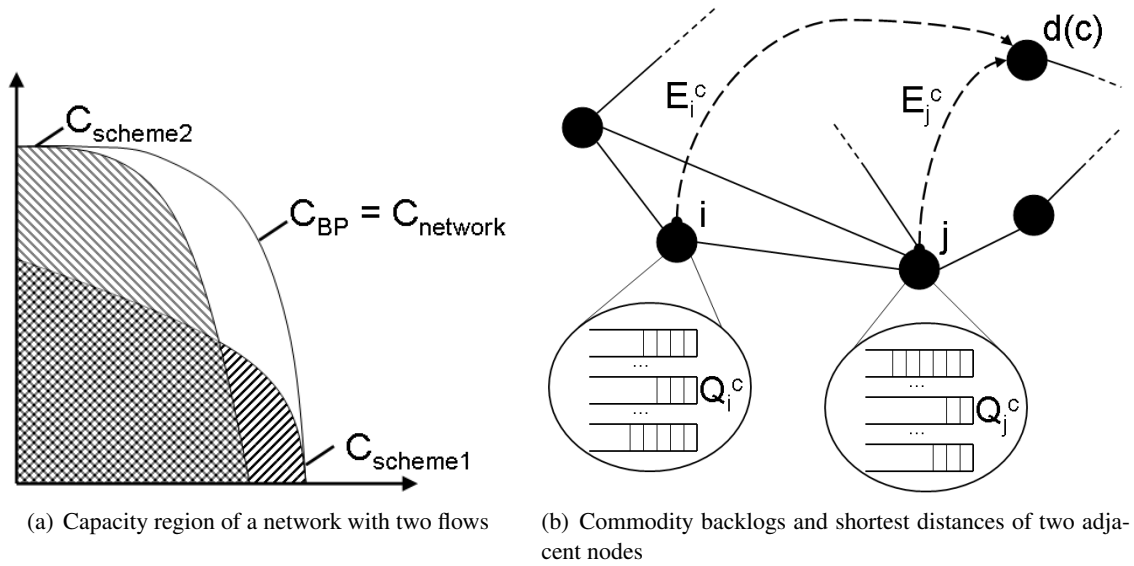 C_scheme2
C_BP = C_network
C_scheme1
(a) Capacity region of a network with two flows
d(c)
E_i^c
E_j^c
i
j
...
Q_i^c
...
...
Q_j^c
...
(b) Commodity backlogs and shortest distances of two adja-
cent nodes